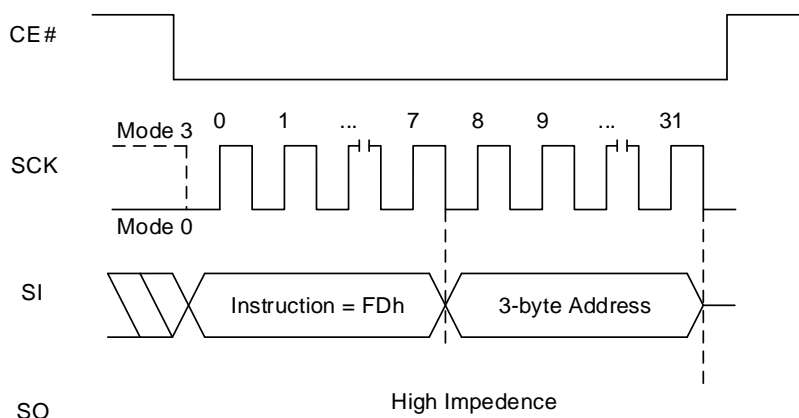 CE#
0 1 ... 7 8 9 ... 31
Mode 3
SCK
Mode 0
SI
Instruction = FDh
3-byte Address
High Impedence
SO